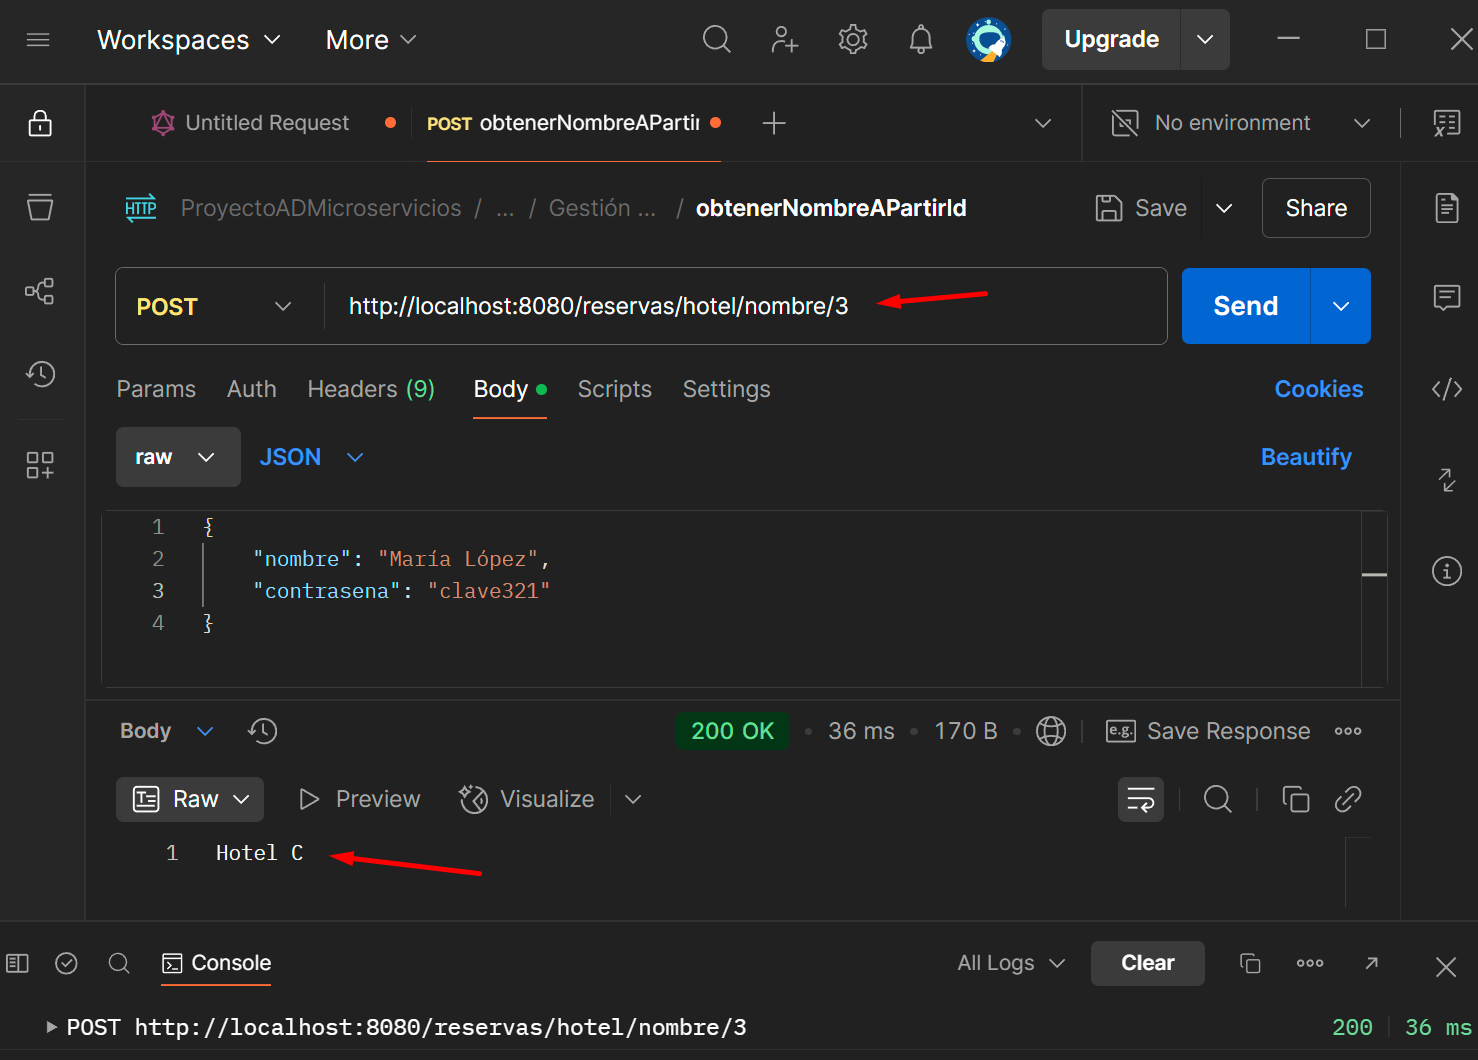 Workspaces More Upgrade
Untitled Request POST obtenerNombreAPartir No environment
HTTP ProyectoADMicroservicios / ... / Gestión ... / obtenerNombreAPartirId Save Share
POST http://localhost:8080/reservas/hotel/nombre/3 Send
Params Auth Headers (9) Body Scripts Settings Cookies
raw JSON Beautify
1 {
2 "nombre": "María López",
3 "contrasena": "clave321"
4 }
Body 200 OK • 36 ms • 170 B • e.g. Save Response
Raw Preview Visualize
1 Hotel C
Console All Logs Clear
POST http://localhost:8080/reservas/hotel/nombre/3 200 36 ms